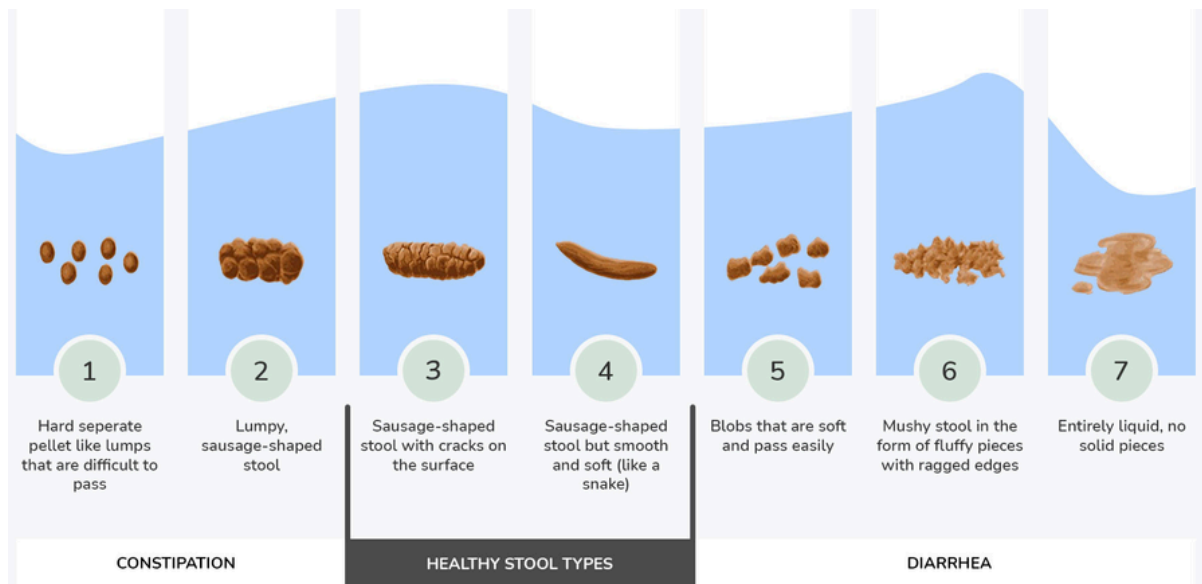 1
Hard seperate
pellet like lumps
that are difficult to
pass
2
Lumpy,
sausage-shaped
stool
3
Sausage-shaped
stool with cracks on
the surface
4
Sausage-shaped
stool but smooth
and soft (like a
snake)
5
Blobs that are soft
and pass easily
6
Mushy stool in the
form of fluffy pieces
with ragged edges
7
Entirely liquid, no
solid pieces
CONSTIPATION
HEALTHY STOOL TYPES
DIARRHEA